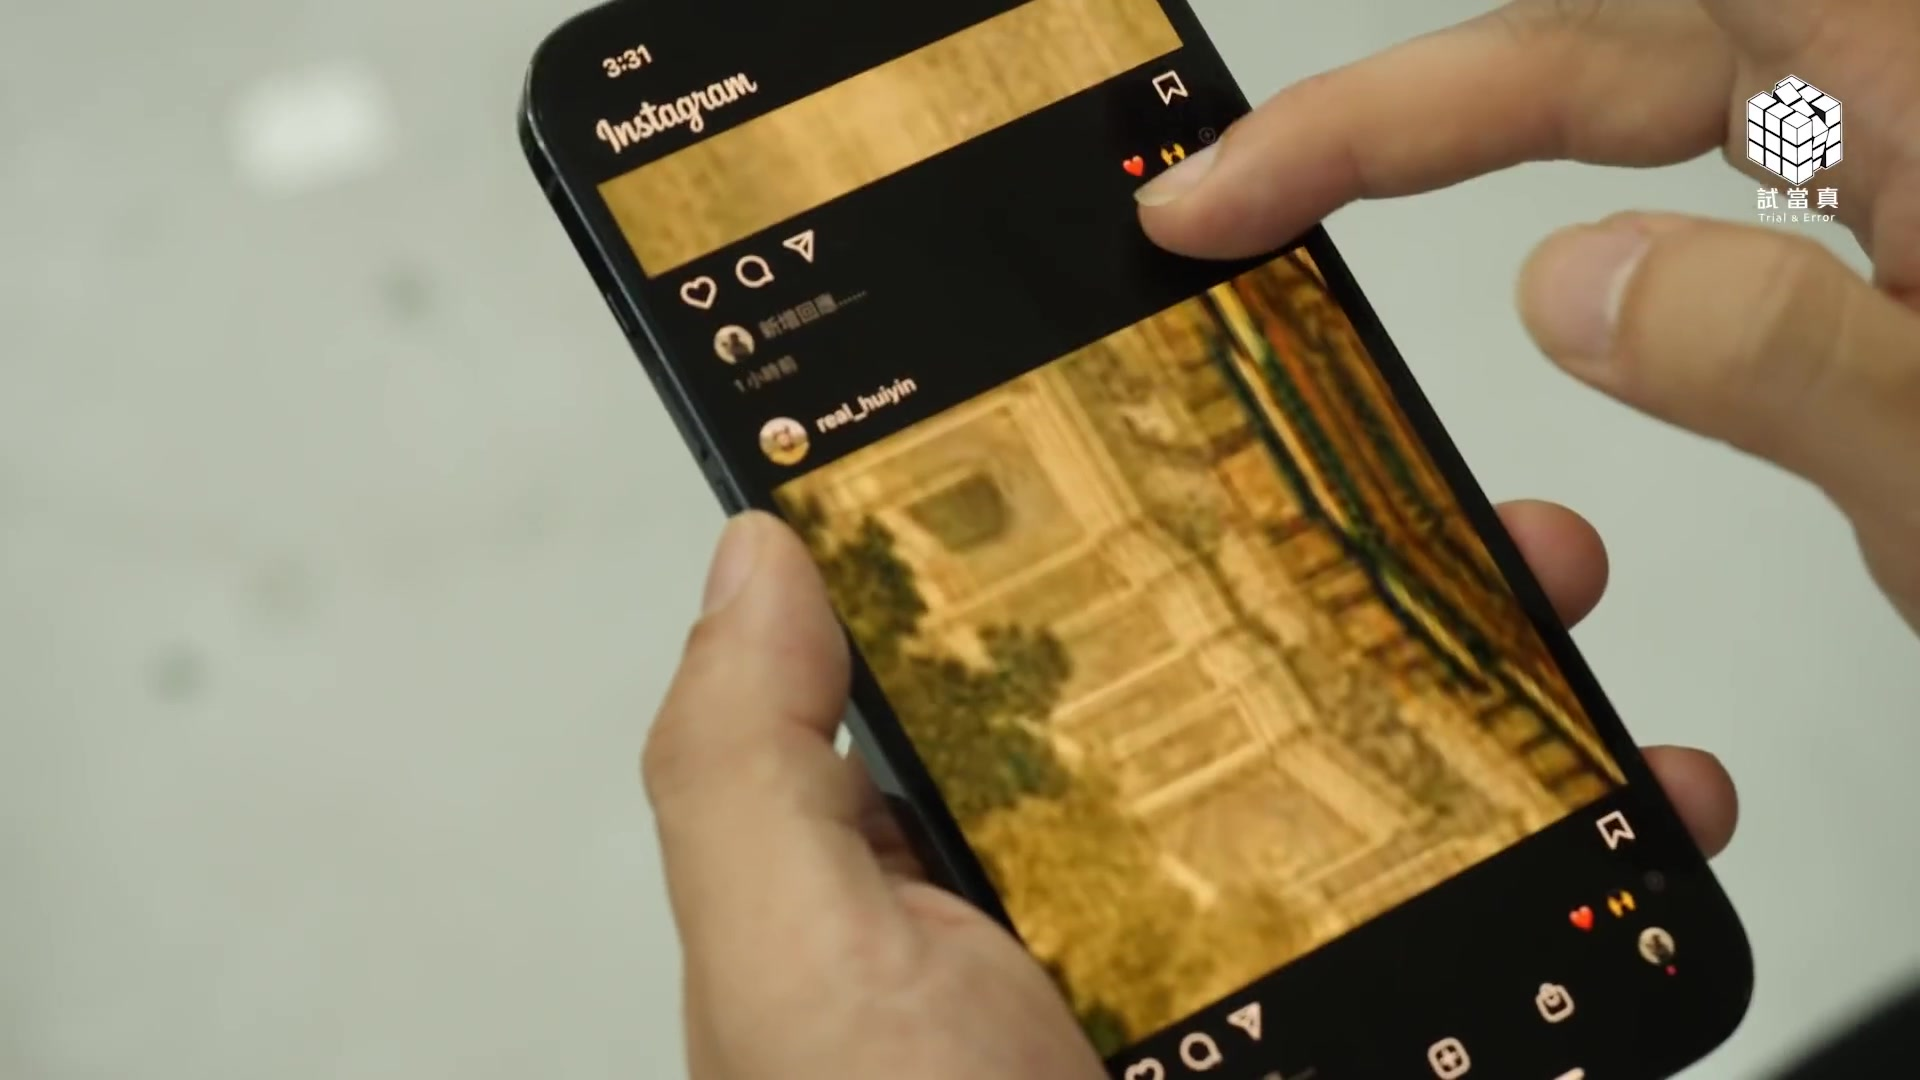 3:31
Instagram
新增回應......
1 小時前
real_huiyin
試當真
Trial & Error